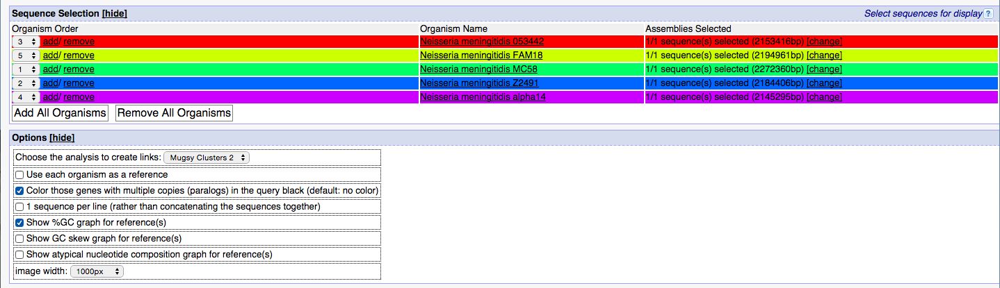 Sequence Selection [hide] Select sequences for display ?
Organism Order Organism Name Assemblies Selected
3 add/ remove Neisseria meningitidis 053442 1/1 sequence(s) selected (2153416bp) [change]
5 add/ remove Neisseria meningitidis FAM18 1/1 sequence(s) selected (2194961bp) [change]
1 add/ remove Neisseria meningitidis MC58 1/1 sequence(s) selected (2272360bp) [change]
2 add/ remove Neisseria meningitidis Z2491 1/1 sequence(s) selected (2184406bp) [change]
4 add/ remove Neisseria meningitidis alpha14 1/1 sequence(s) selected (2145295bp) [change]
Add All Organisms Remove All Organisms
Options [hide]
Choose the analysis to create links: Mugsy Clusters 2
Use each organism as a reference
Color those genes with multiple copies (paralogs) in the query black (default: no color)
1 sequence per line (rather than concatenating the sequences together)
Show %GC graph for reference(s)
Show GC skew graph for reference(s)
Show atypical nucleotide composition graph for reference(s)
image width: 1000px